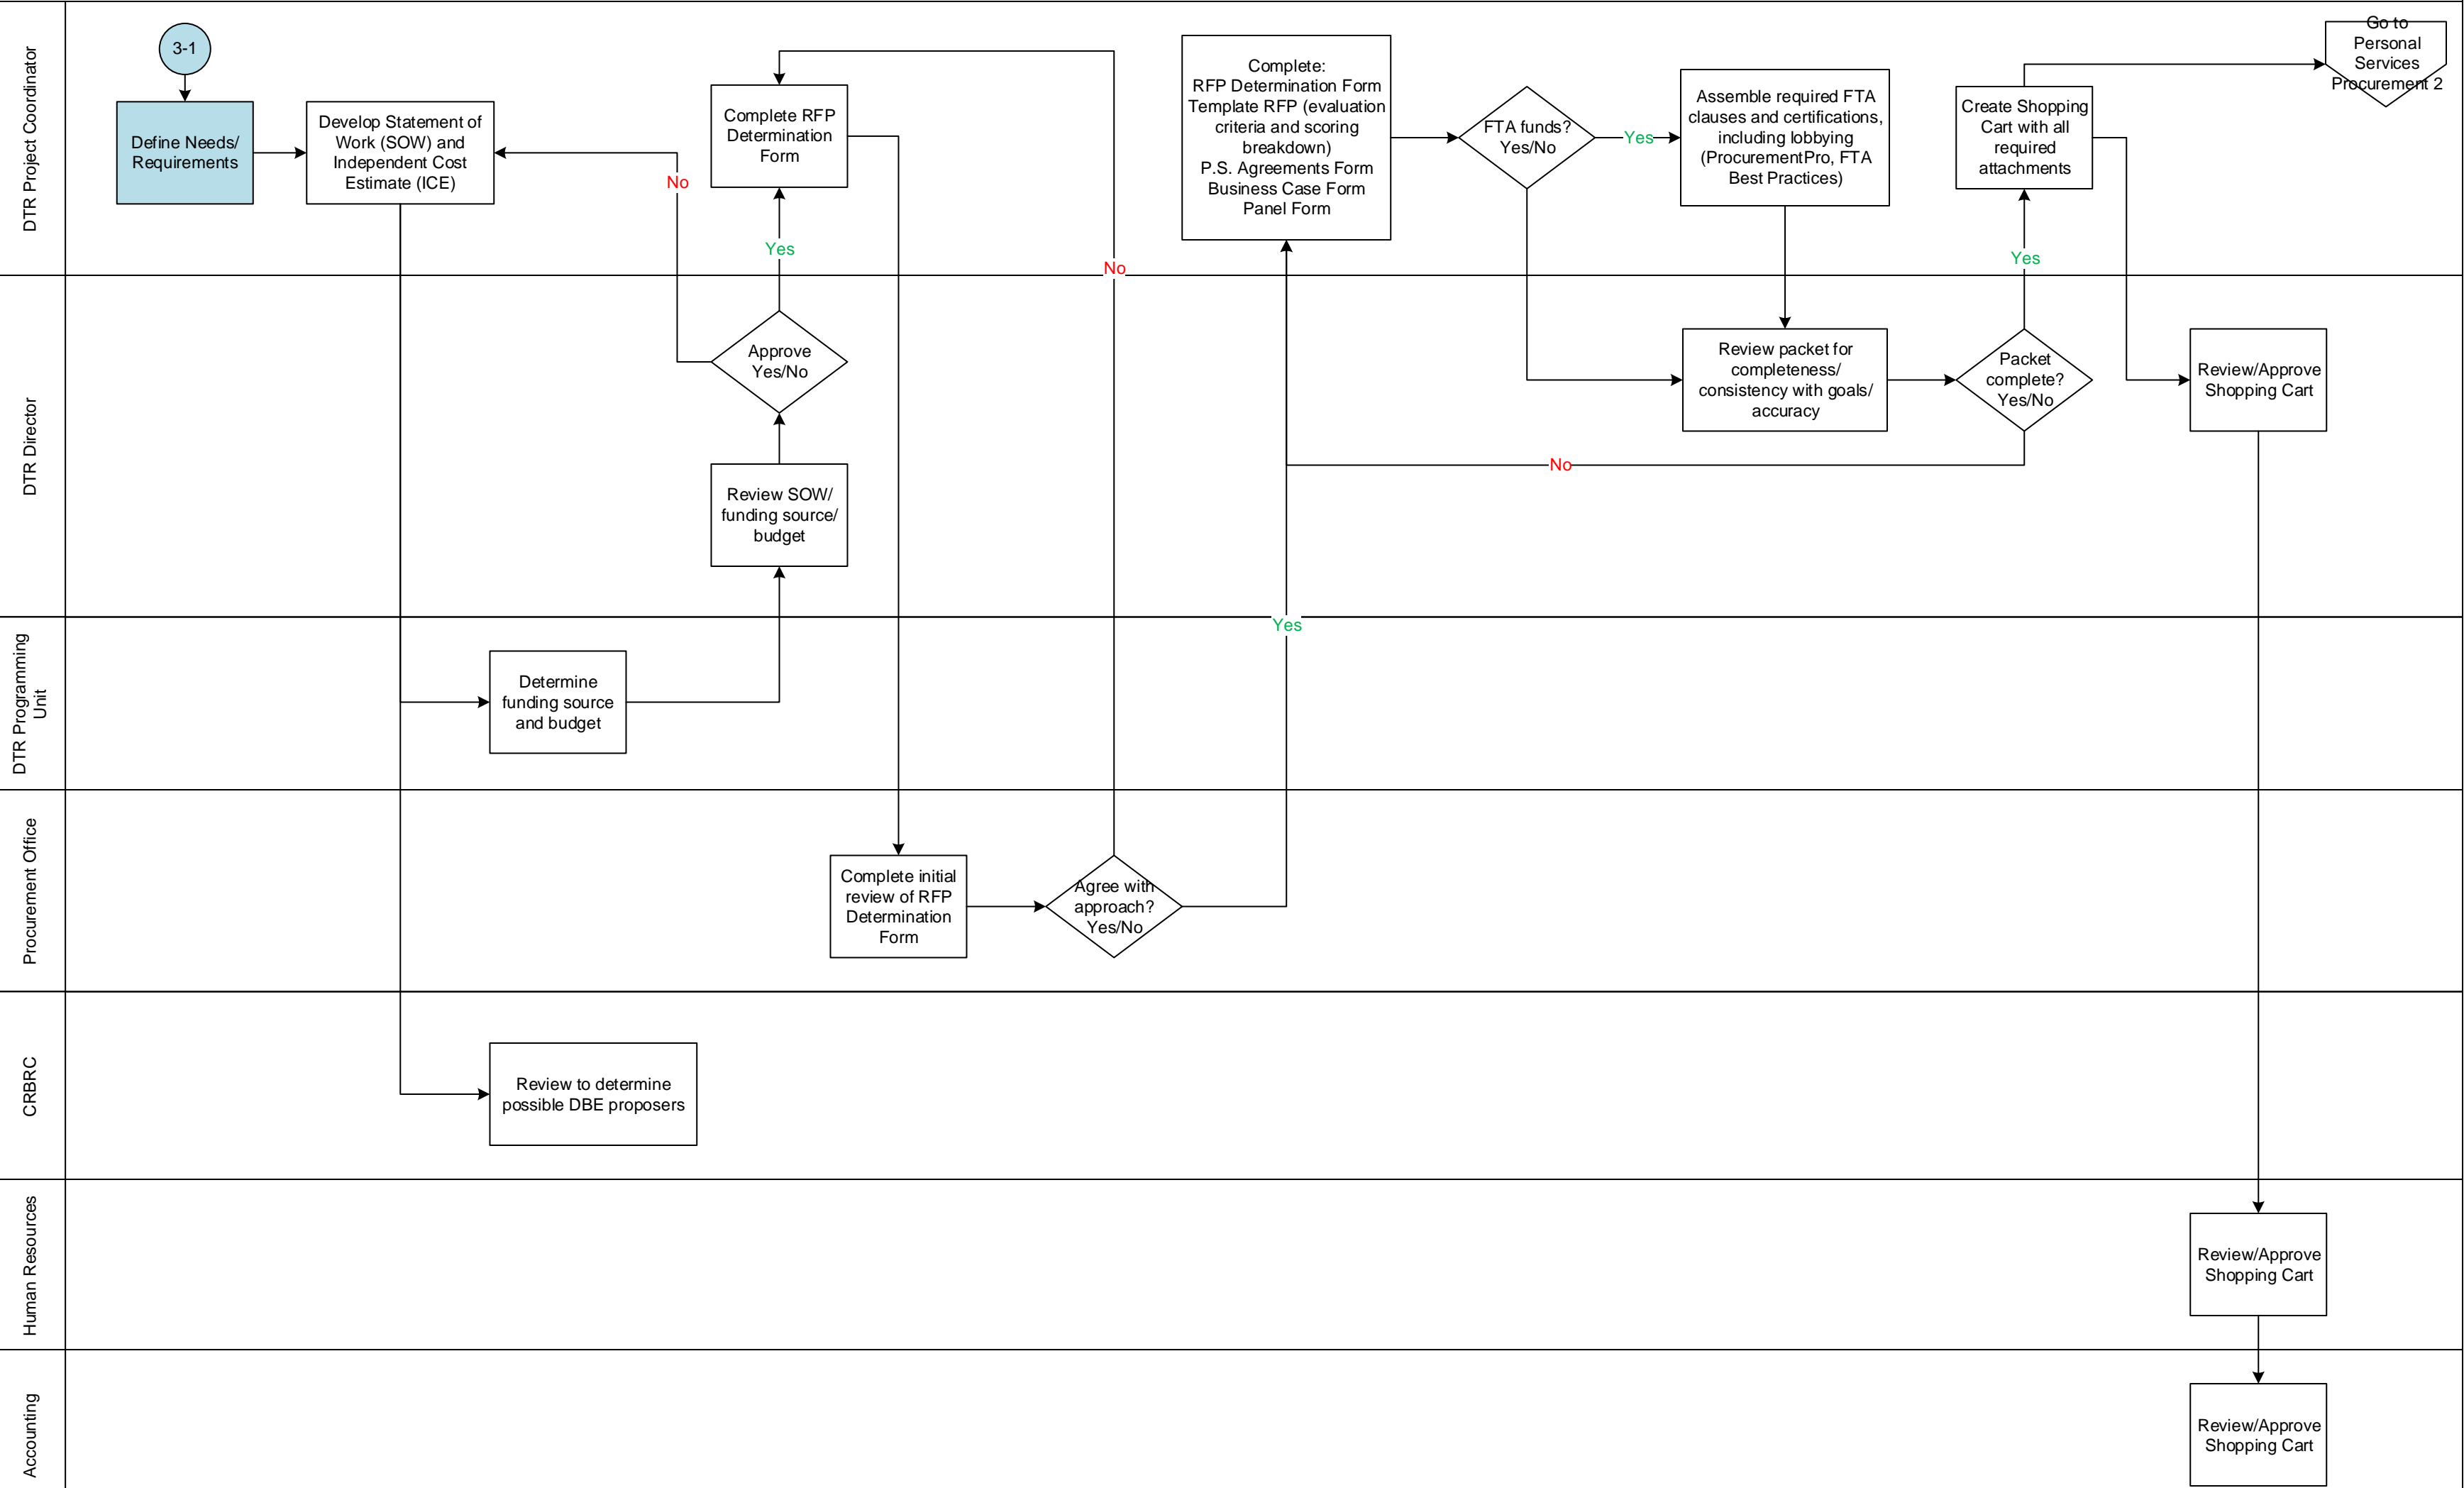 DTR Project Coordinator
3-1
Define Needs/
Requirements
Develop Statement of
Work (SOW) and
Independent Cost
Estimate (ICE)
No
Complete RFP
Determination
Form
Yes
No
Complete:
RFP Determination Form
Template RFP (evaluation
criteria and scoring
breakdown)
P.S. Agreements Form
Business Case Form
Panel Form
FTA funds?
Yes/No
Yes
Assemble required FTA
clauses and certifications,
including lobbying
(ProcurementPro, FTA
Best Practices)
Create Shopping
Cart with all
required
attachments
Yes
Go to
Personal
Services
Procurement 2
DTR Director
Approve
Yes/No
Review SOW/
funding source/
budget
Review packet for
completeness/
consistency with goals/
accuracy
Packet
complete?
Yes/No
No
Review/Approve
Shopping Cart
DTR Programming
Unit
Determine
funding source
and budget
Yes
Procurement Office
Complete initial
review of RFP
Determination
Form
Agree with
approach?
Yes/No
CRBRC
Review to determine
possible DBE proposers
Human Resources
Review/Approve
Shopping Cart
Accounting
Review/Approve
Shopping Cart